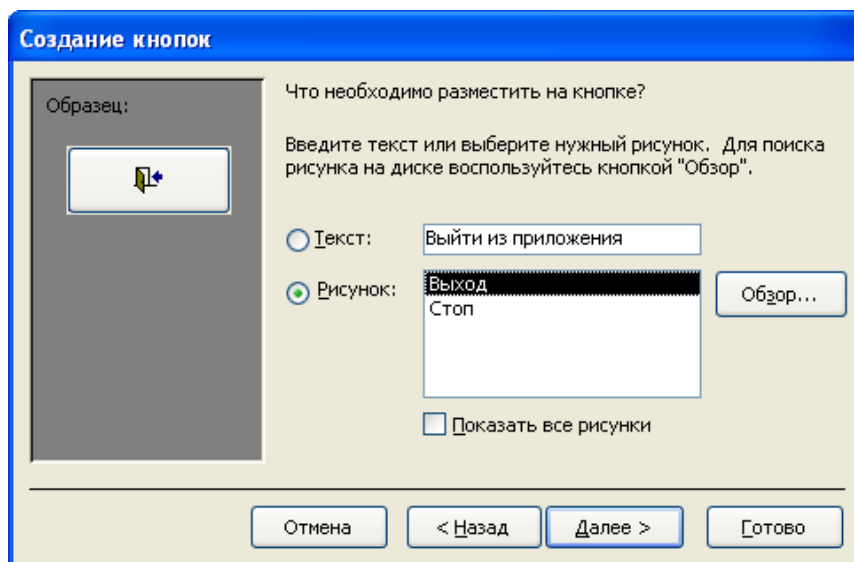 Создание кнопок
Образец:
Что необходимо разместить на кнопке?
Введите текст или выберите нужный рисунок. Для поиска
рисунка на диске воспользуйтесь кнопкой "Обзор".
Текст:
Выйти из приложения
Рисунок:
Выход
Стоп
Обзор...
Показать все рисунки
Отмена
< Назад
Далее >
Готово